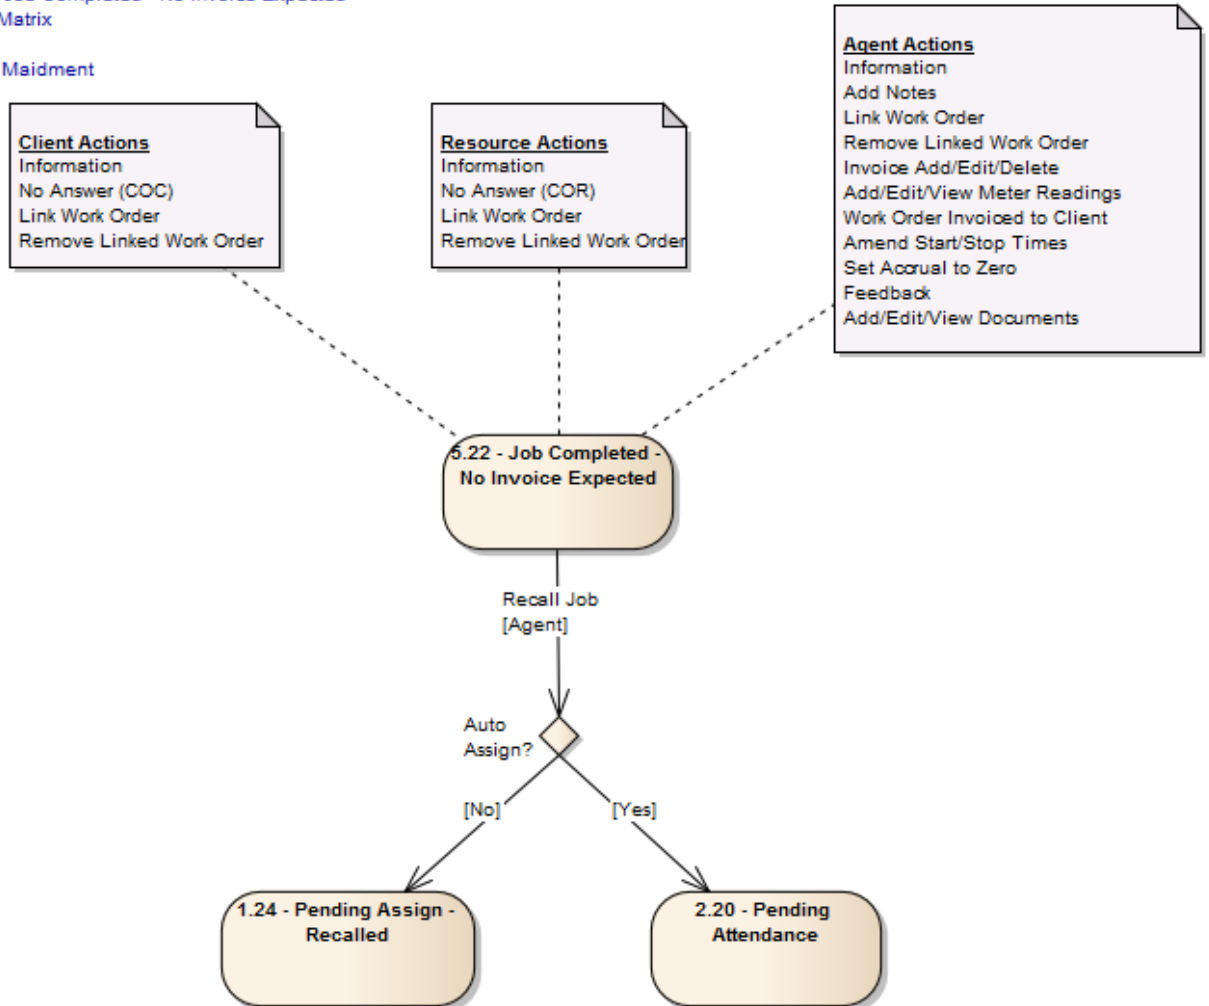 Matrix
Maidment
Client Actions
Information
No Answer (COC)
Link Work Order
Remove Linked Work Order
Resource Actions
Information
No Answer (COR)
Link Work Order
Remove Linked Work Order
Agent Actions
Information
Add Notes
Link Work Order
Remove Linked Work Order
Invoice Add/Edit/Delete
Add/Edit/View Meter Readings
Work Order Invoiced to Client
Amend Start/Stop Times
Set Accrual to Zero
Feedback
Add/Edit/View Documents
5.22 - Job Completed -
No Invoice Expected
Recall Job
[Agent]
Auto
Assign?
[No]
[Yes]
1.24 - Pending Assign -
Recalled
2.20 - Pending
Attendance